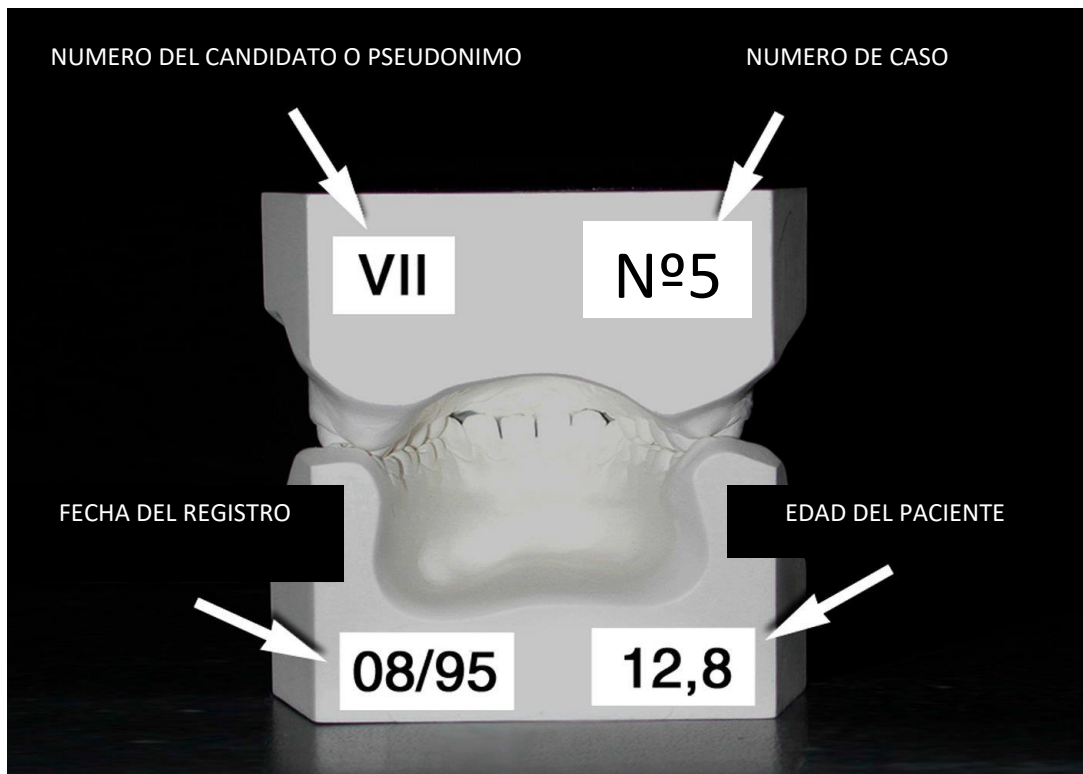 NUMERO DEL CANDIDATO O PSEUDONIMO
NUMERO DE CASO
VII
Nº5
FECHA DEL REGISTRO
EDAD DEL PACIENTE
08/95
12,8